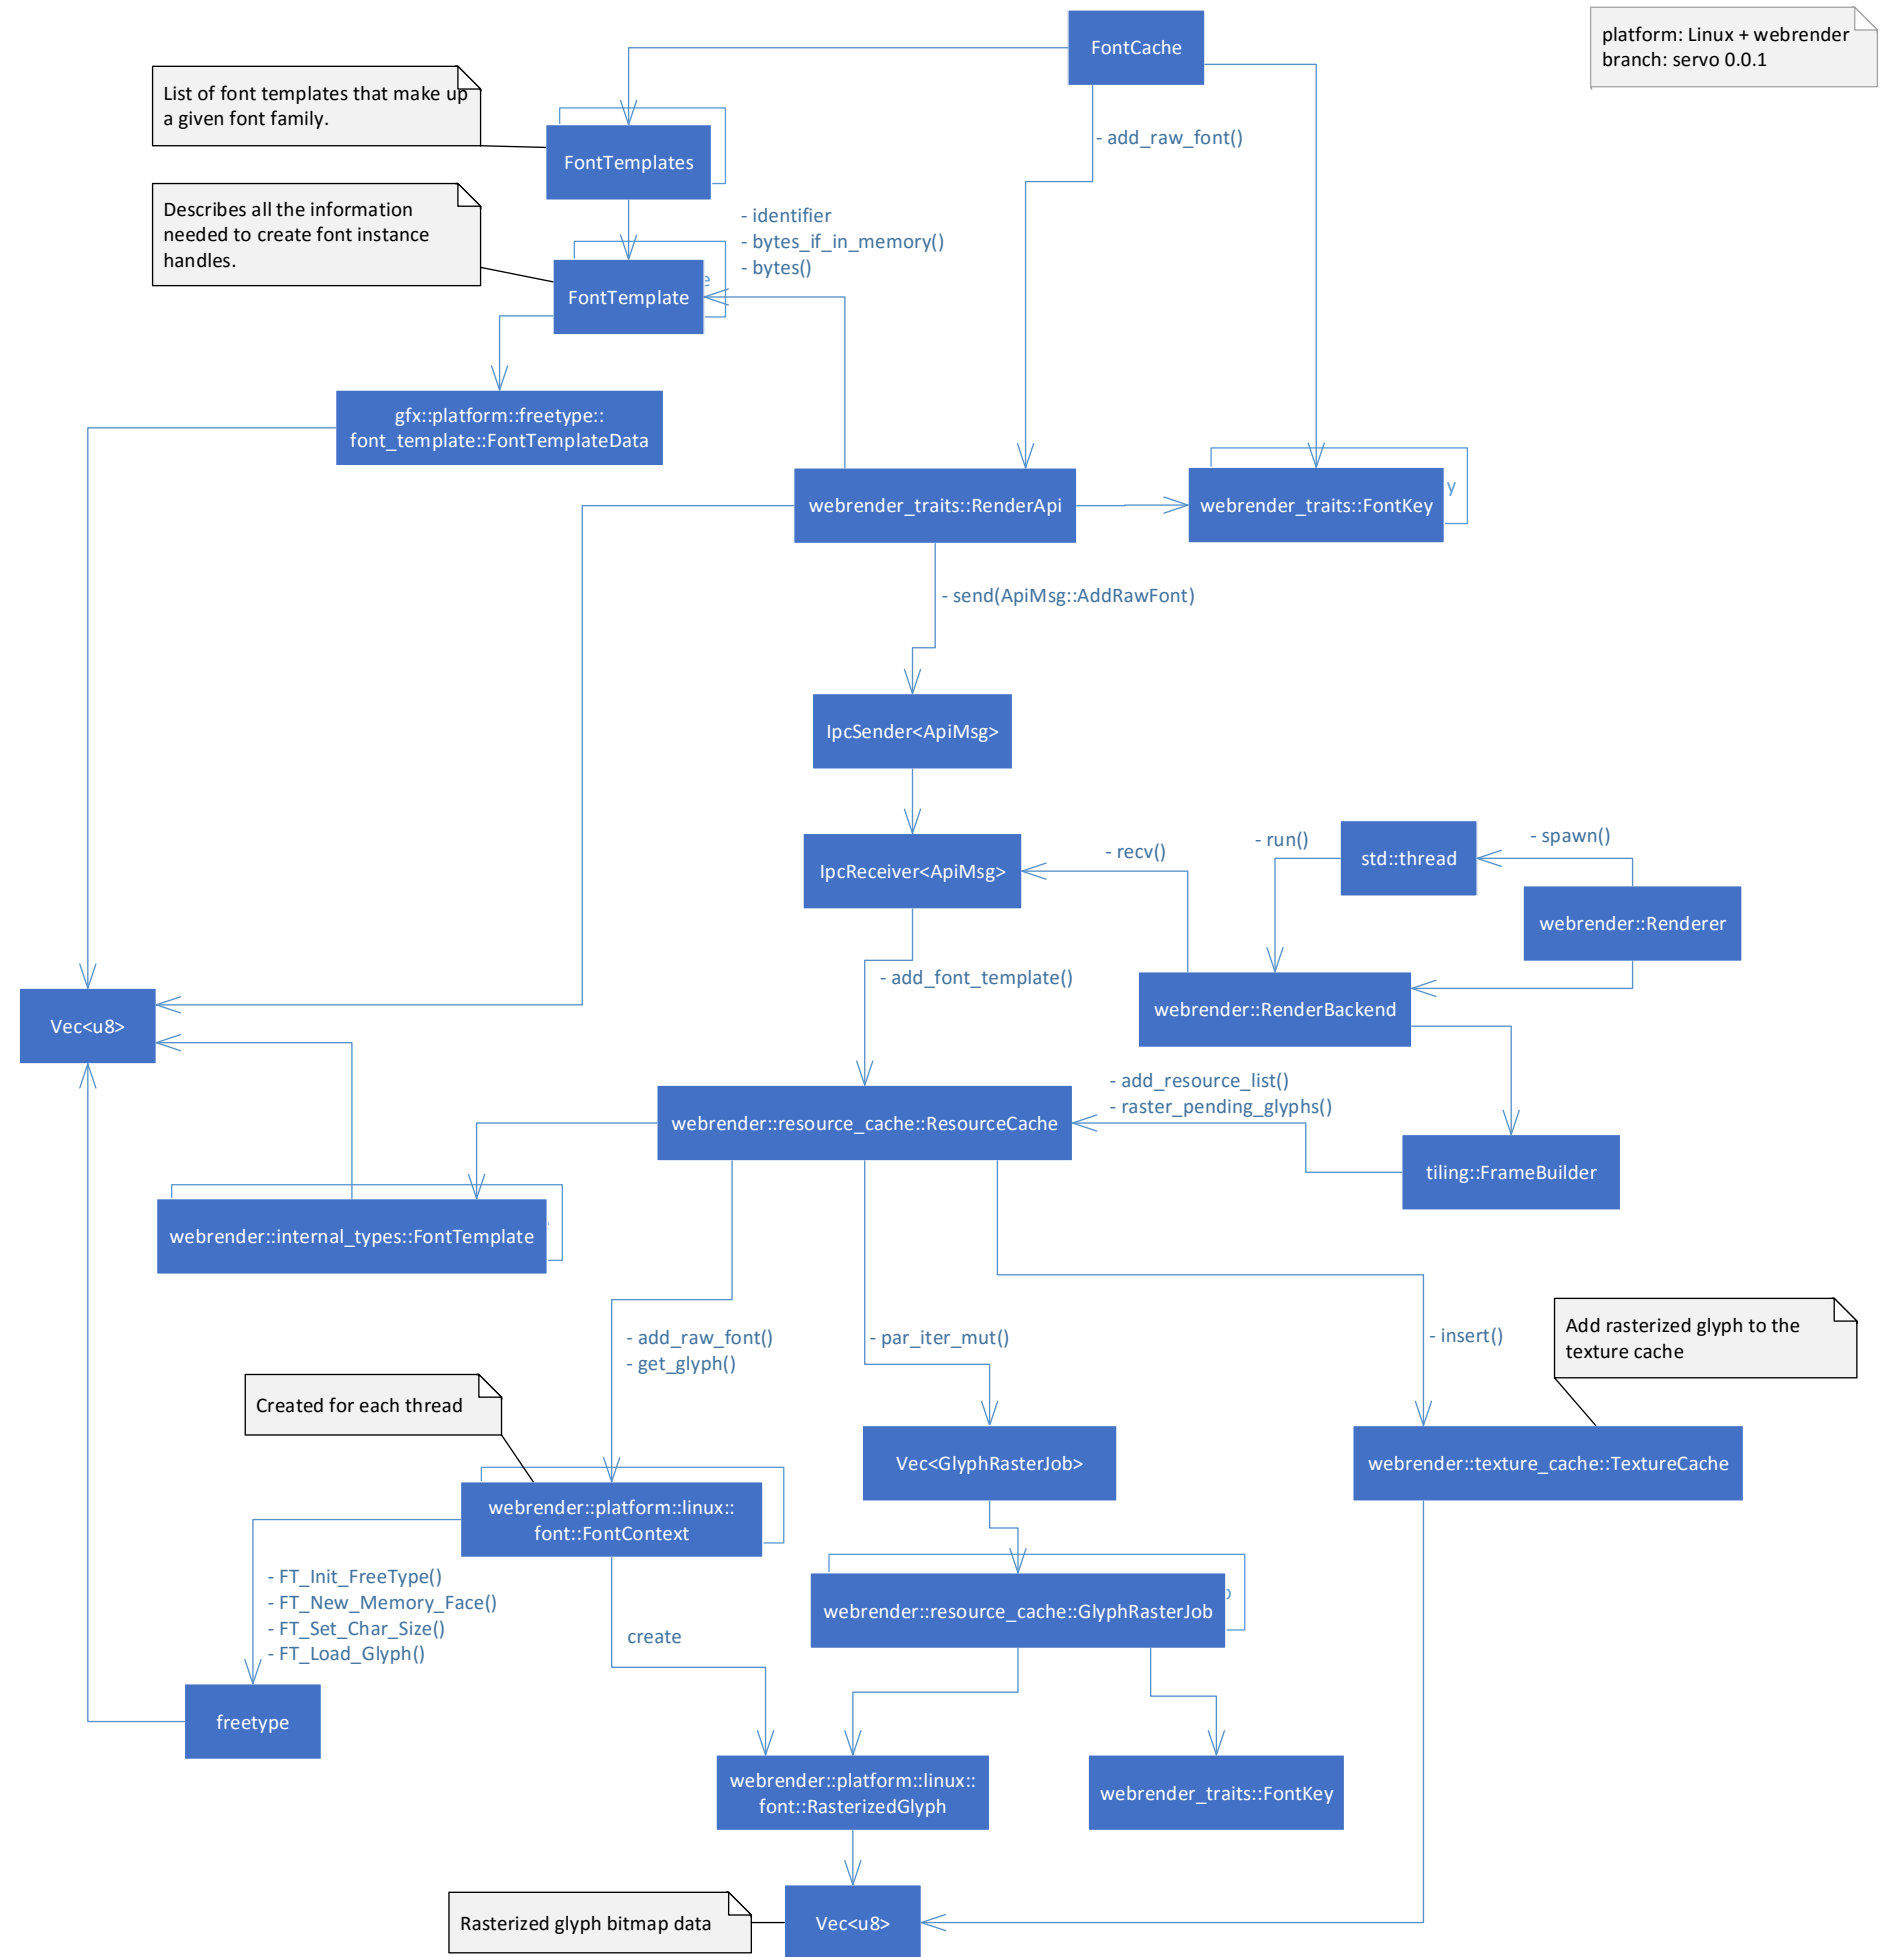 FontCache
platform: Linux + webrender
branch: servo 0.0.1
List of font templates that make up
a given font family.
- add_raw_font()
FontTemplates
Describes all the information
needed to create font instance
handles.
- identifier
- bytes_if_in_memory()
- bytes()
FontTemplate
e
gfx::platform::freetype::
font_template::FontTemplateData
webrender_traits::RenderApi
webrender_traits::FontKey
y
- send(ApiMsg::AddRawFont)
IpcSender<ApiMsg>
- spawn()
- run()
- recv()
std::thread
IpcReceiver<ApiMsg>
webrender::Renderer
- add_font_template()
webrender::RenderBackend
Vec<u8>
- add_resource_list()
- raster_pending_glyphs()
webrender::resource_cache::ResourceCache
tiling::FrameBuilder
webrender::internal_types::FontTemplate
- add_raw_font()
- get_glyph()
- par_iter_mut()
- insert()
Add rasterized glyph to the
texture cache
Created for each thread
Vec<GlyphRasterJob>
webrender::texture_cache::TextureCache
webrender::platform::linux::
font::FontContext
- FT_Init_FreeType()
- FT_New_Memory_Face()
- FT_Set_Char_Size()
- FT_Load_Glyph()
webrender::resource_cache::GlyphRasterJob
create
freetype
webrender::platform::linux::
font::RasterizedGlyph
webrender_traits::FontKey
Rasterized glyph bitmap data
Vec<u8>